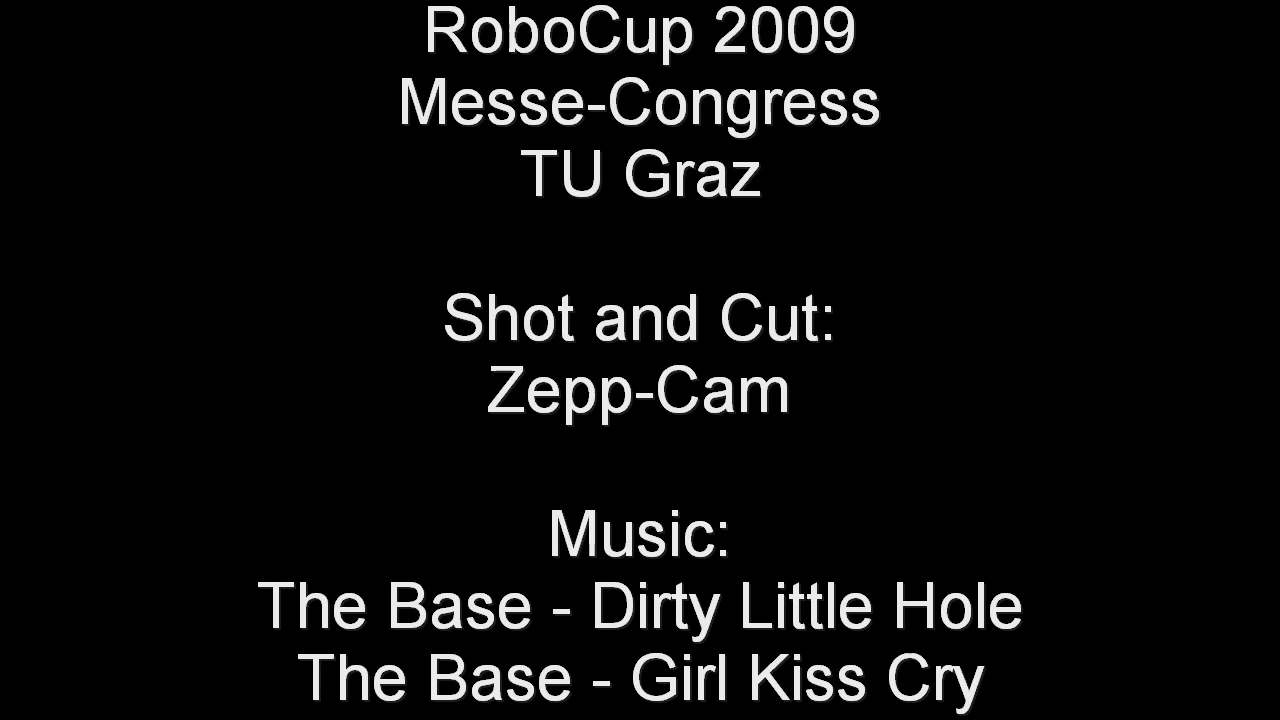 RoboCup 2009
Messe-Congress
TU Graz
Shot and Cut:
Zepp-Cam
Music:
The Base - Dirty Little Hole
The Base - Girl Kiss Cry